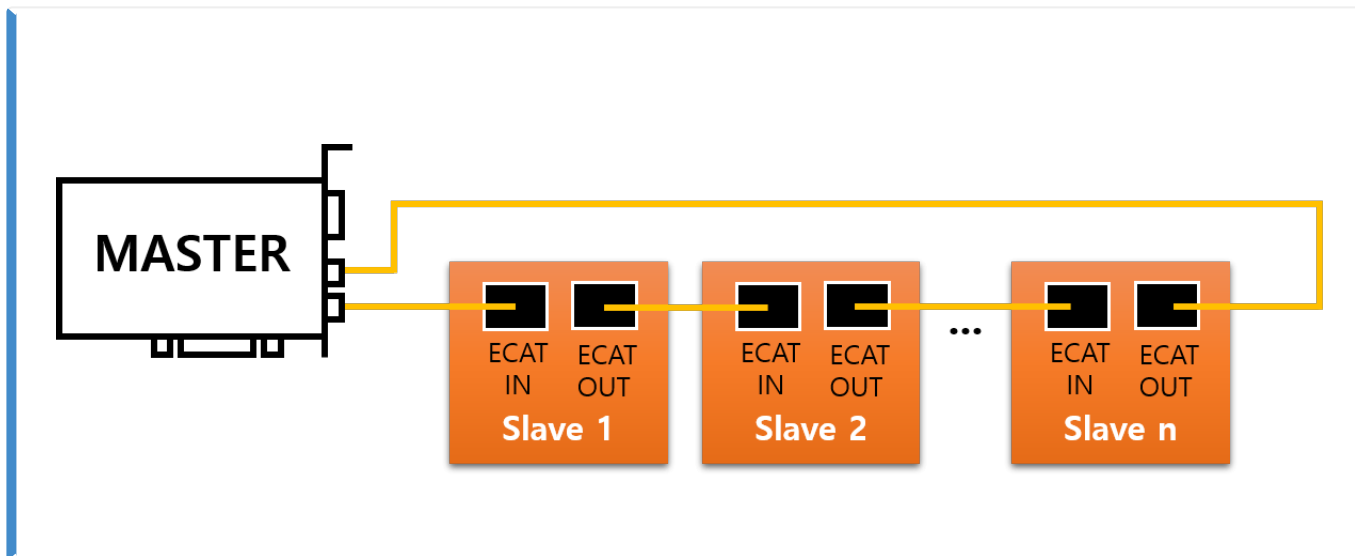 MASTER
ECAT
IN
ECAT
OUT
Slave 1
ECAT
IN
ECAT
OUT
Slave 2
...
ECAT
IN
ECAT
OUT
Slave n